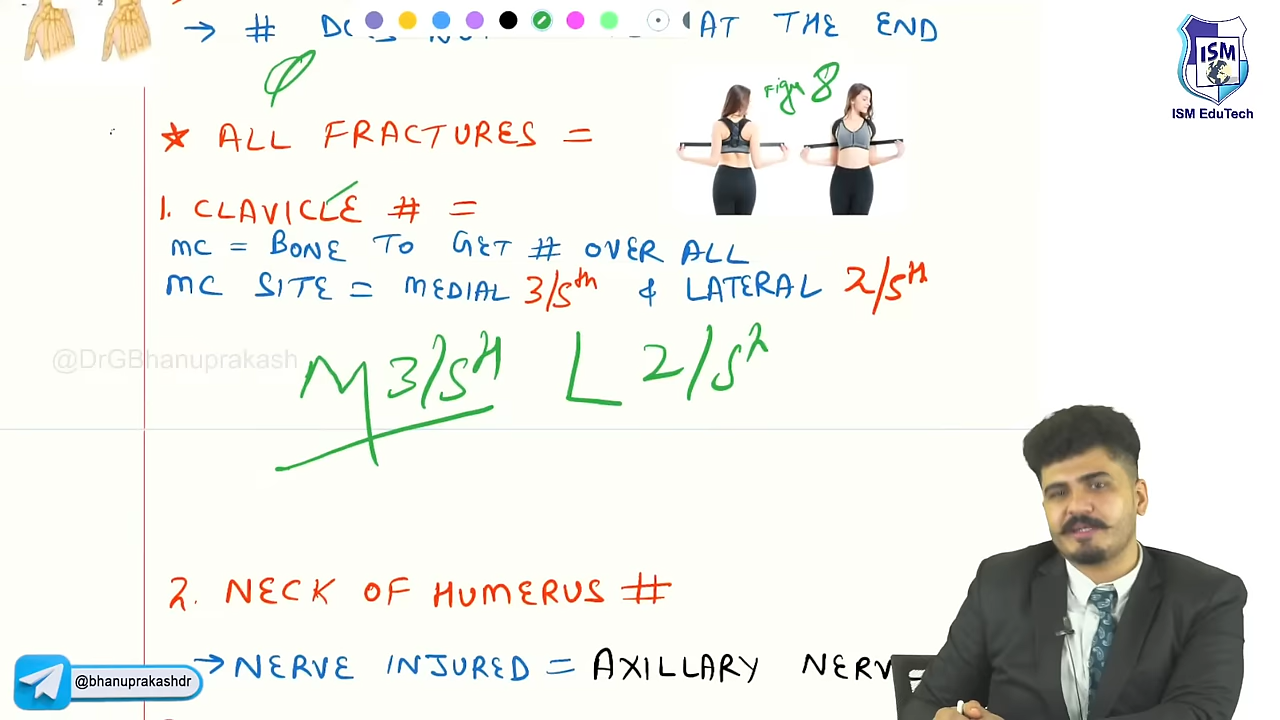 → # AT THE END
ISM
ISM EduTech
Figure 8
★ ALL FRACTURES =
1. CLAVICLE # =
MC = BONE TO GET # OVER ALL
MC SITE = MEDIAL 3/5th & LATERAL 2/5th
@DrGBhanuprakash
M 3/5th L 2/5th
2. NECK OF HUMERUS #
→ NERVE INJURED = AXILLARY NERVE
@bhanuprakashdr